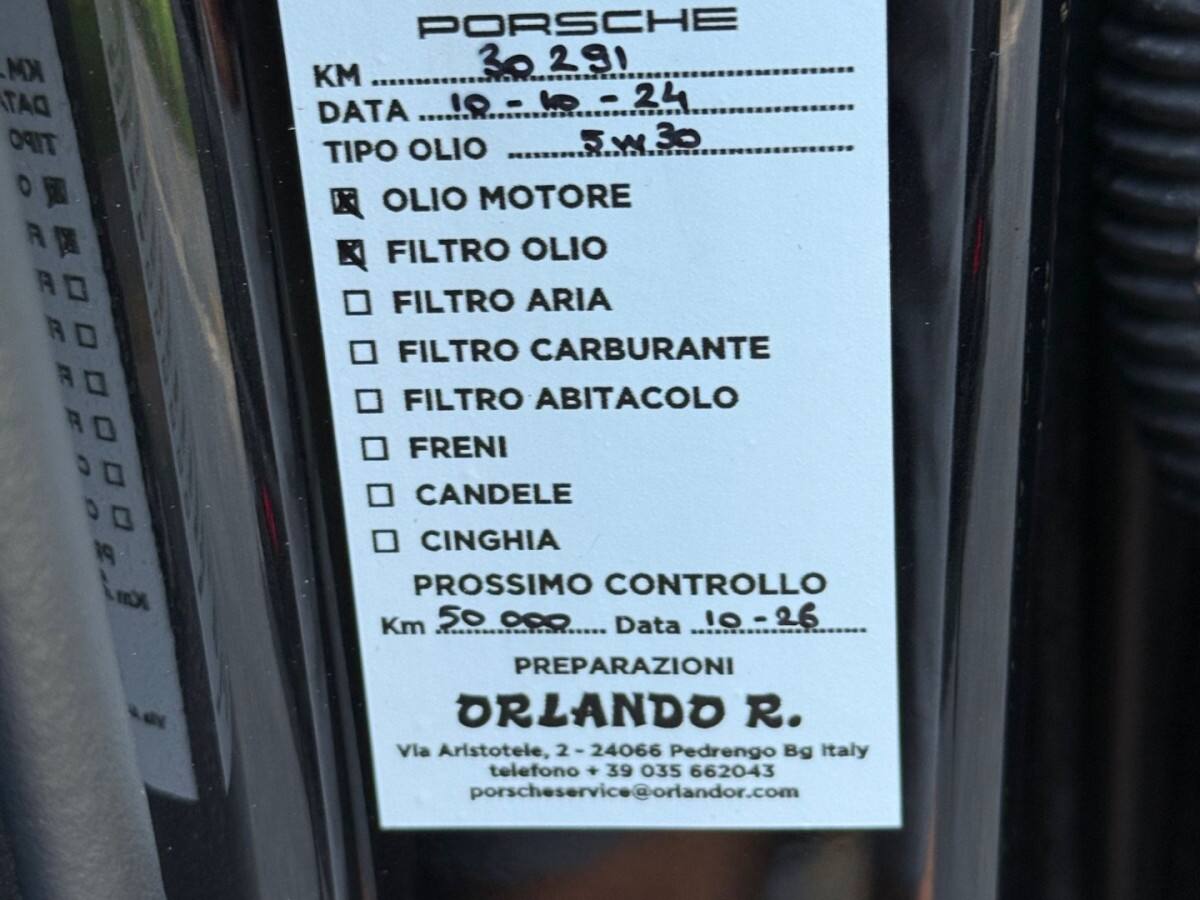 PORSCHE
KM 30 291
DATA 10 - 10 - 24
TIPO OLIO 5W30
OLIO MOTORE
FILTRO OLIO
FILTRO ARIA
FILTRO CARBURANTE
FILTRO ABITACOLO
FRENI
CANDELE
CINGHIA
PROSSIMO CONTROLLO
Km 50 000 Data 10 - 26
PREPARAZIONI
ORLANDO R.
Via Aristotele, 2 - 24066 Pedrengo Bg Italy
telefono + 39 035 662043
porscheservice@orlandor.com